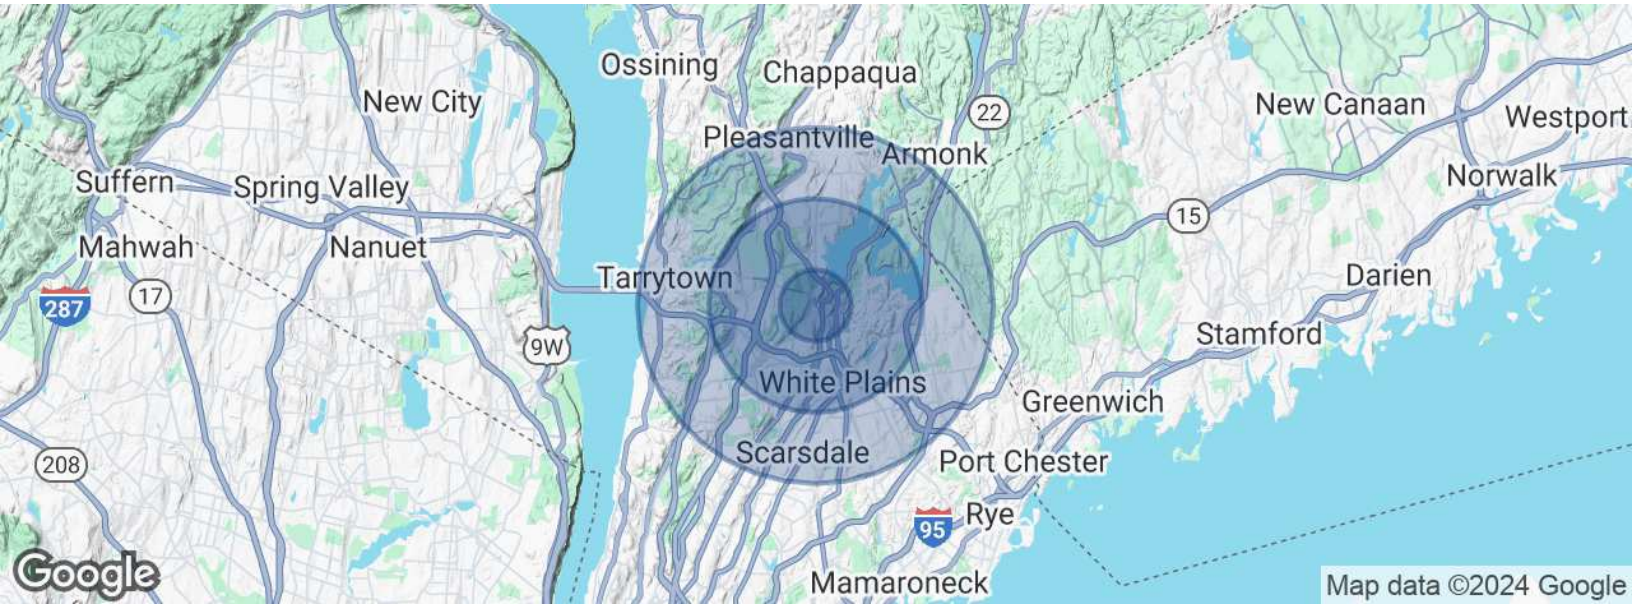 Ossining
Chappaqua
New City
22
New Canaan
Westport
Pleasantville
Armonk
Suffern
Spring Valley
Norwalk
15
Mahwah
Nanuet
Tarrytown
Darien
287
17
9W
Stamford
White Plains
Greenwich
Scarsdale
Port Chester
208
95
Rye
Google
Mamaroneck
Map data ©2024 Google